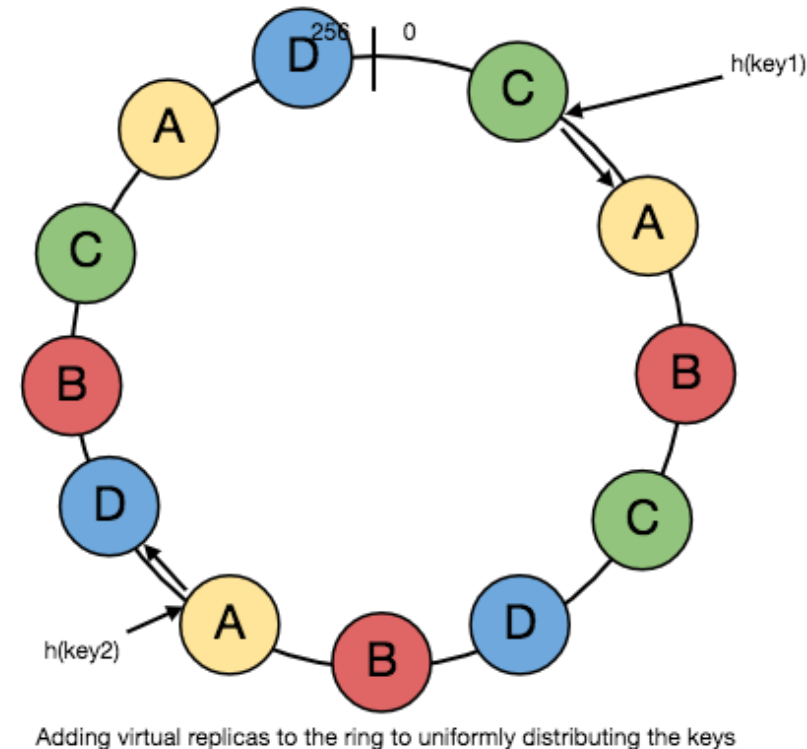 D
256
0
C
h(key1)
A
A
C
B
B
D
C
h(key2)
A
B
D
Adding virtual replicas to the ring to uniformly distributing the keys